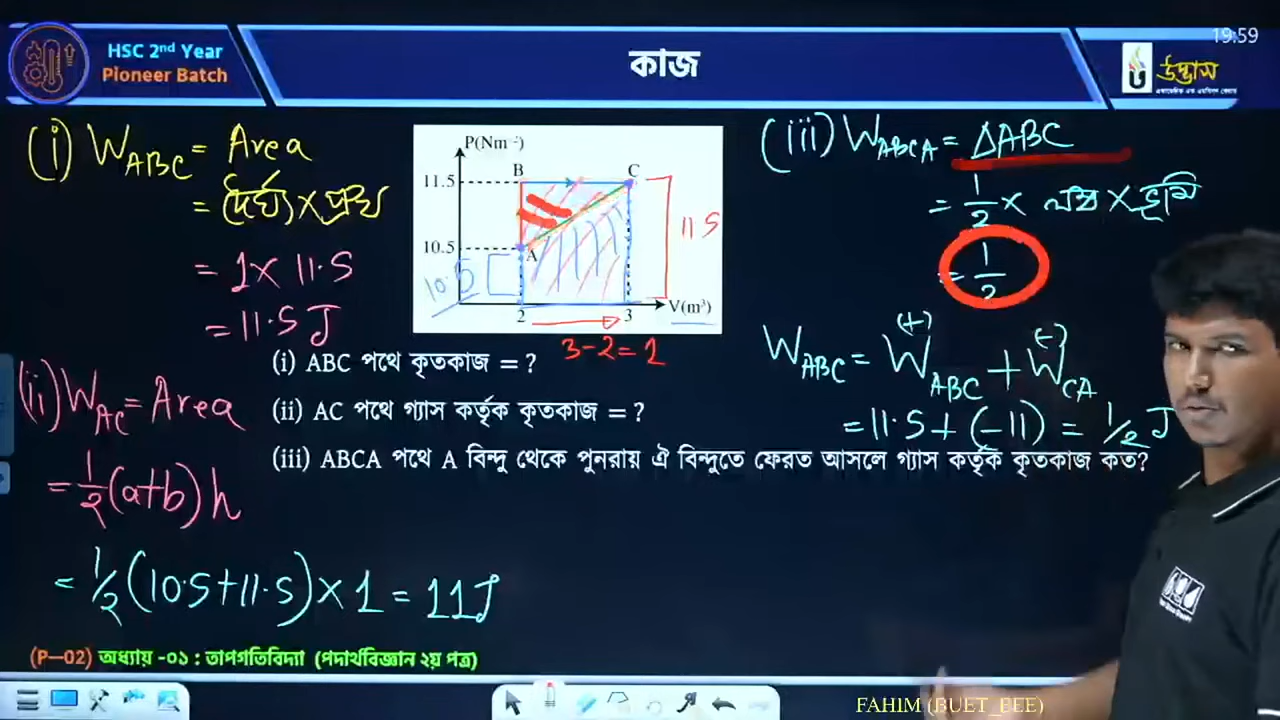 19:59
HSC 2nd Year
Pioneer Batch
কাজ
উদ্ভাস
(i) W_ABC = Area
= দৈর্ঘ্য × প্রস্থ
= 1 × 11.5
= 11.5 J
P(Nm⁻²)
B
C
11.5
10.5
A
10.5
11.5
V(m³)
2
3
3-2=1
(i) ABC পথে কৃতকাজ = ?
(ii) AC পথে গ্যাস কর্তৃক কৃতকাজ = ?
(iii) ABCA পথে A বিন্দু থেকে পুনরায় ঐ বিন্দুতে ফেরত আসলে গ্যাস কর্তৃক কৃতকাজ কত?
(ii) W_AC = Area
= 1/2 (a+b) h
= 1/2 (10.5+11.5) × 1 = 11J
(iii) W_ABCA = ΔABC
= 1/2 × লম্ব × ভূমি
= 1/2
(+) (-)
W_ABC = W_ABC + W_CA
= 11.5 + (-11) = 1/2 J
(P—02) অধ্যায় -০১ : তাপগতিবিদ্যা (পদার্থবিজ্ঞান ২য় পত্র)
FAHIM (BUET_EEE)